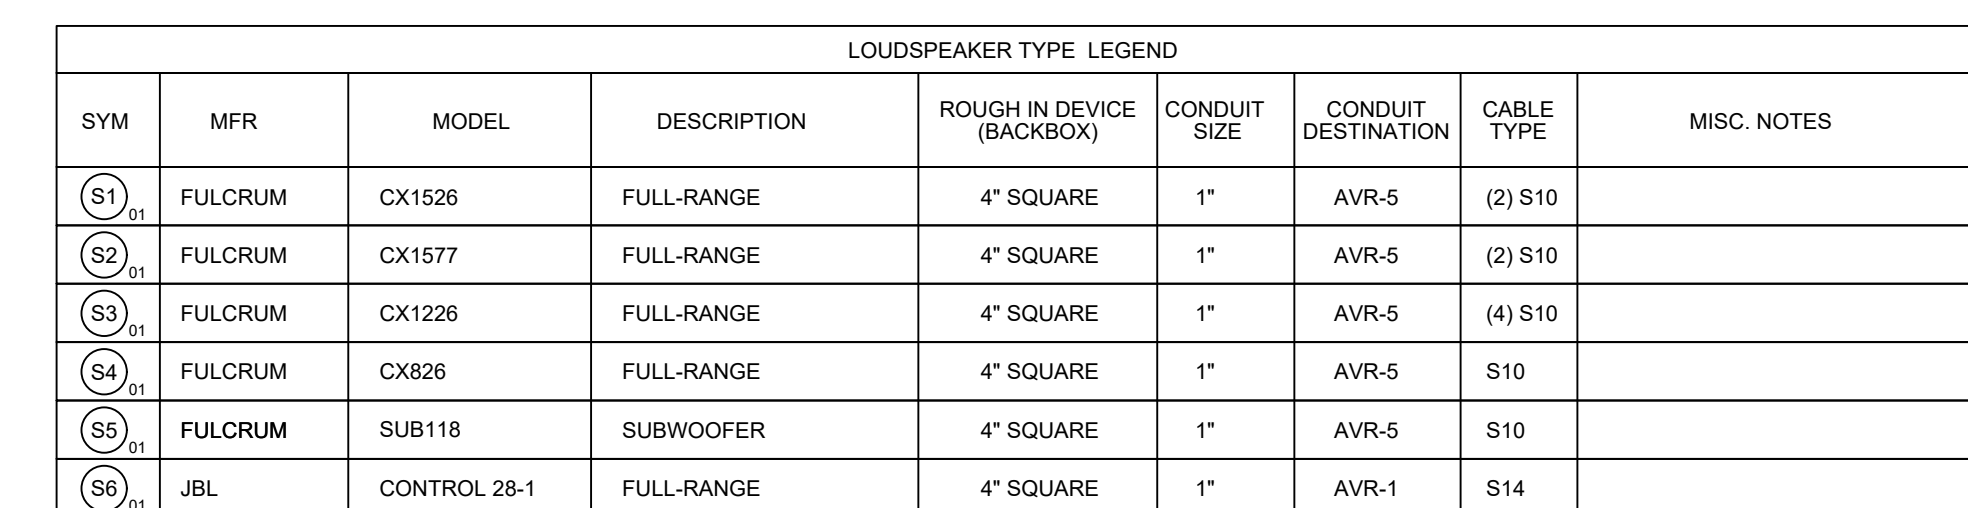 LOUDSPEAKER TYPE LEGEND
SYM MFR MODEL DESCRIPTION ROUGH IN DEVICE (BACKBOX) CONDUIT SIZE CONDUIT DESTINATION CABLE TYPE MISC. NOTES
S1 01 FULCRUM CX1526 FULL-RANGE 4" SQUARE 1" AVR-5 (2) S10
S2 01 FULCRUM CX1577 FULL-RANGE 4" SQUARE 1" AVR-5 (2) S10
S3 01 FULCRUM CX1226 FULL-RANGE 4" SQUARE 1" AVR-5 (4) S10
S4 01 FULCRUM CX826 FULL-RANGE 4" SQUARE 1" AVR-5 S10
S5 01 FULCRUM SUB118 SUBWOOFER 4" SQUARE 1" AVR-5 S10
S6 01 JBL CONTROL 28-1 FULL-RANGE 4" SQUARE 1" AVR-1 S14